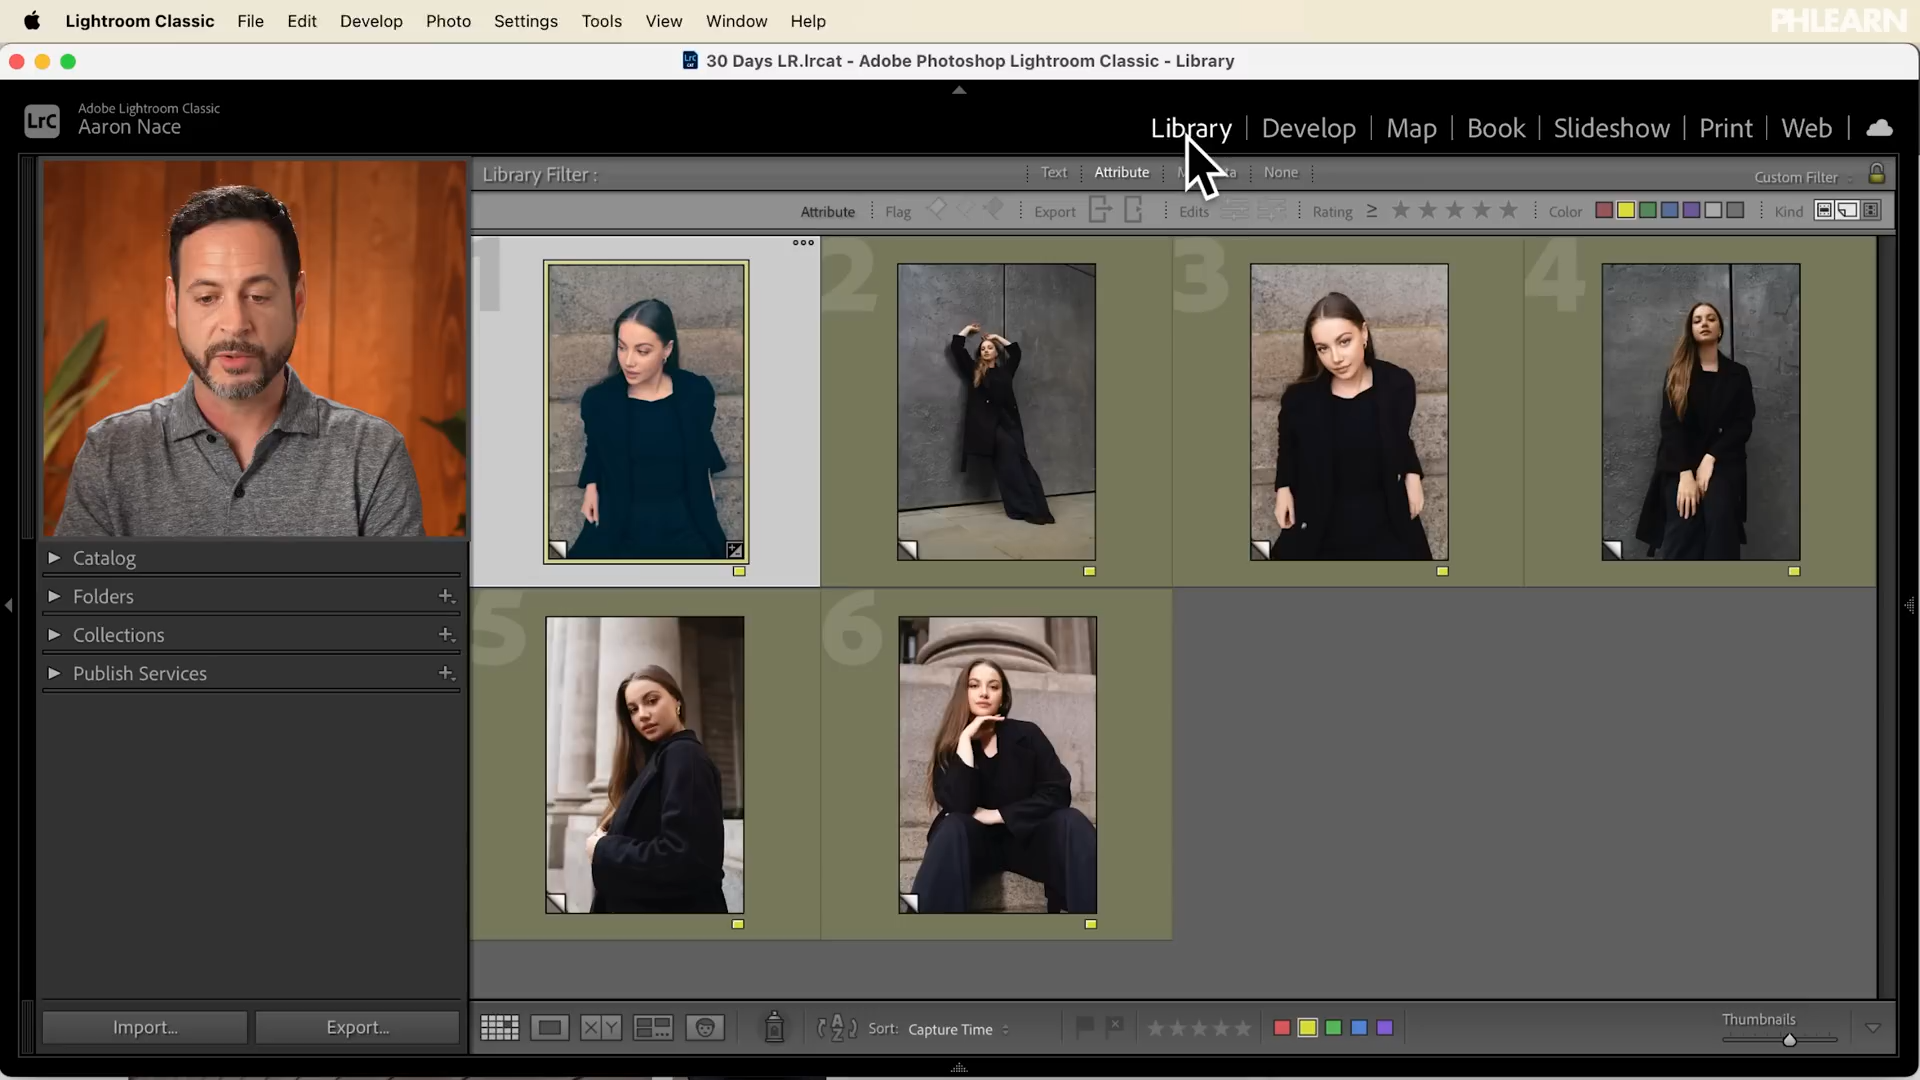 Lightroom Classic File Edit Develop Photo Settings Tools View Window Help
PHLEARN
30 Days LR.lrcat - Adobe Photoshop Lightroom Classic - Library
LrC
Adobe Lightroom Classic
Aaron Nace
Library Develop Map Book Slideshow Print Web
Library Filter : Text Attribute None Custom Filter
Attribute Flag Export Edits Rating ≥ Color Kind
1 2 3 4
5 6
Catalog
Folders
Collections
Publish Services
Import... Export...
XY
Sort: Capture Time
Thumbnails